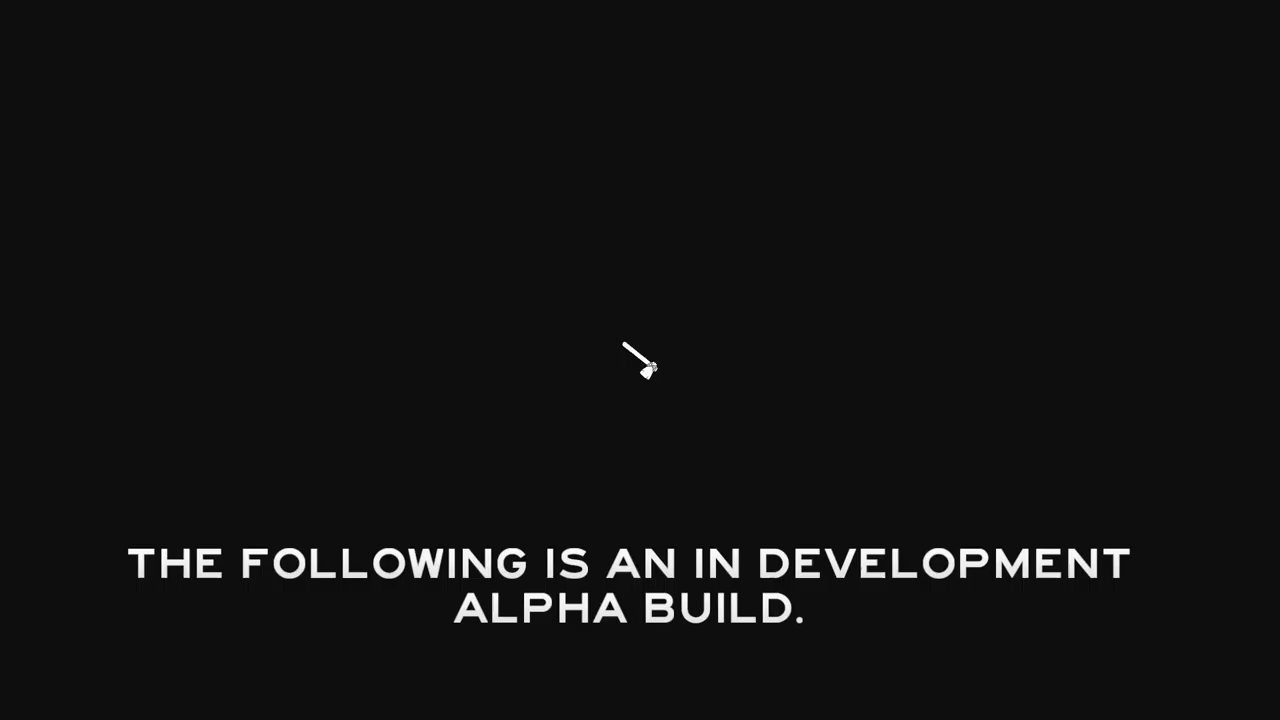 THE FOLLOWING IS AN IN DEVELOPMENT
ALPHA BUILD.